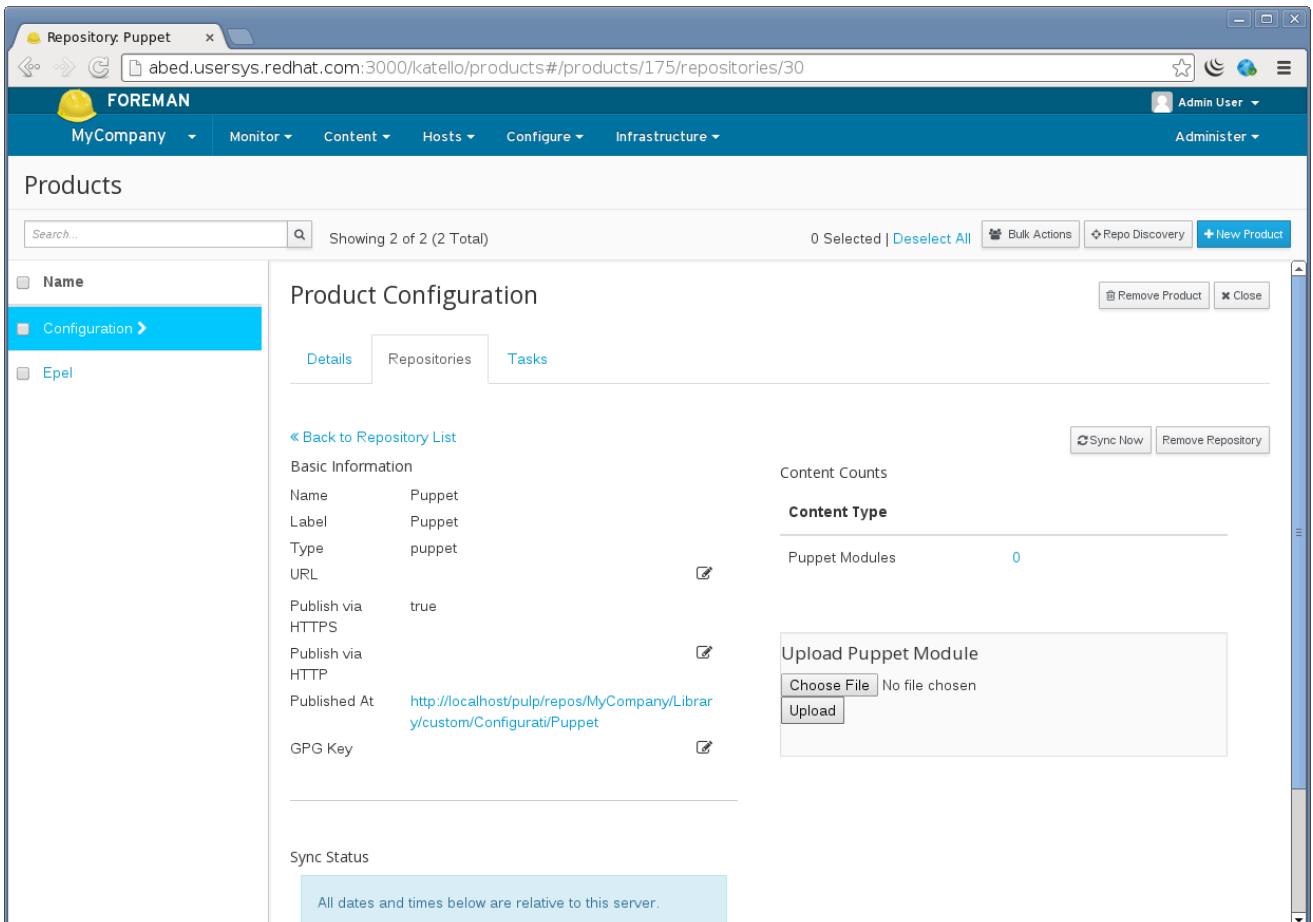 Repository: Puppet ×
abed.usersys.redhat.com:3000/katello/products#/products/175/repositories/30
FOREMAN
Admin User
MyCompany Monitor Content Hosts Configure Infrastructure Administer
Products
Search... Showing 2 of 2 (2 Total) 0 Selected | Deselect All Bulk Actions Repo Discovery + New Product
Name
Configuration
Epel
Product Configuration
Remove Product × Close
Details Repositories Tasks
« Back to Repository List
Sync Now Remove Repository
Basic Information
Name Puppet
Label Puppet
Type puppet
URL
Publish via true
HTTPS
Publish via
HTTP
Published At http://localhost/pulp/repos/MyCompany/Librar
y/custom/Configurati/Puppet
GPG Key
Content Counts
Content Type
Puppet Modules 0
Upload Puppet Module
Choose File No file chosen
Upload
Sync Status
All dates and times below are relative to this server.